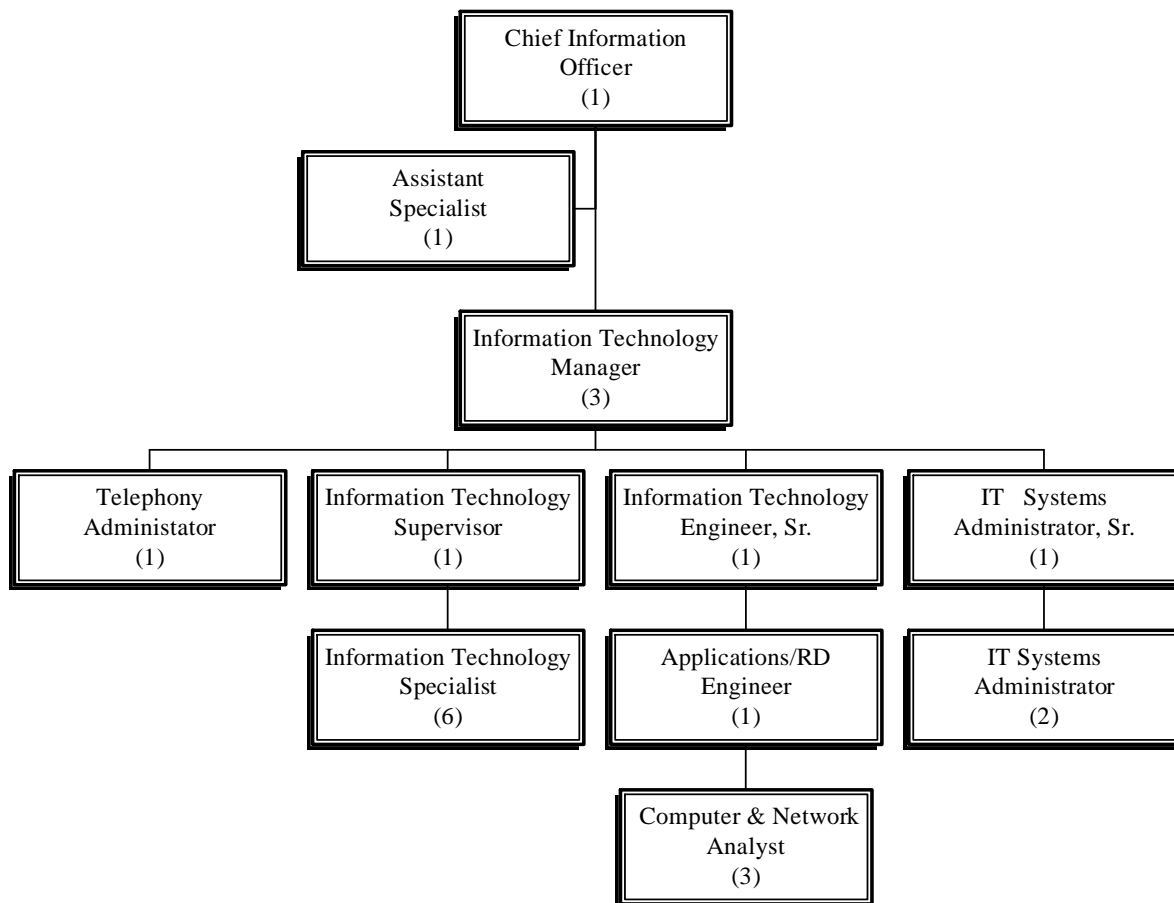 Chief Information
Officer
(1)
Assistant
Specialist
(1)
Information Technology
Manager
(3)
Telephony
Administator
(1)
Information Technology
Supervisor
(1)
Information Technology
Engineer, Sr.
(1)
IT Systems
Administrator, Sr.
(1)
Information Technology
Specialist
(6)
Applications/RD
Engineer
(1)
IT Systems
Administrator
(2)
Computer & Network
Analyst
(3)